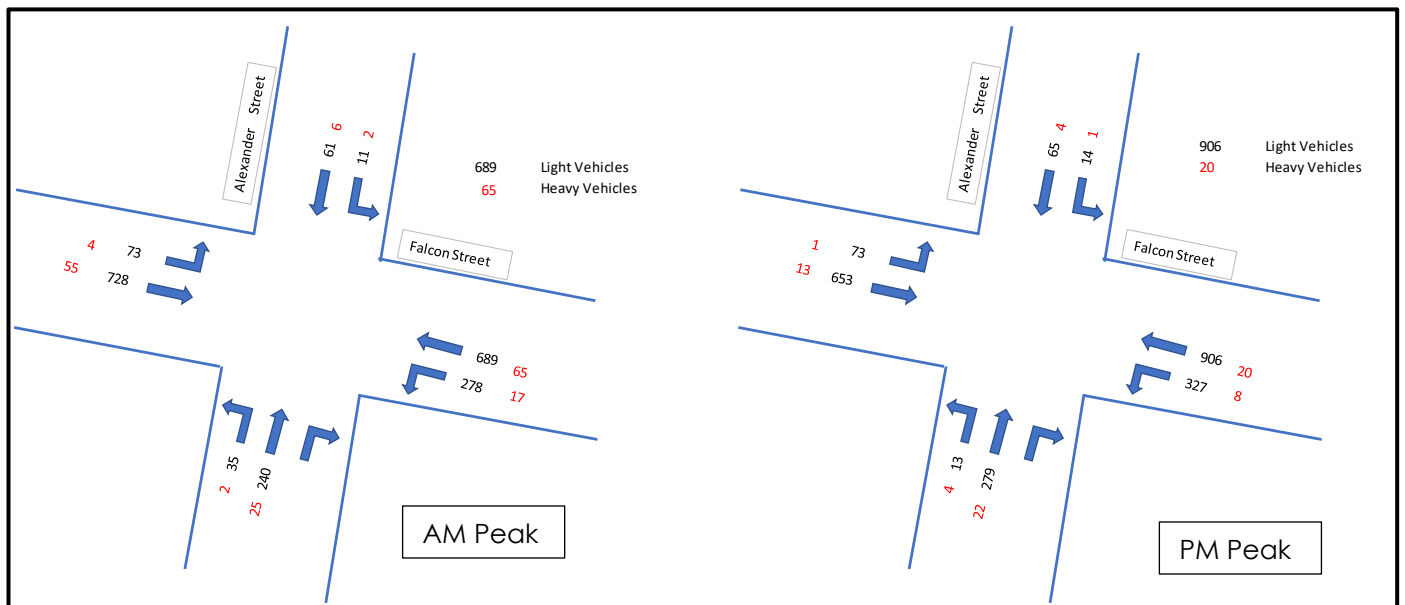 Alexander Street
6 2
61 11
689 Light Vehicles
65 Heavy Vehicles
4 73
55 728
Falcon Street
689 65
278 17
35 240
2 25
AM Peak
Alexander Street
4 1
65 14
906 Light Vehicles
20 Heavy Vehicles
1 73
13 653
Falcon Street
906 20
327 8
13 279
4 22
PM Peak